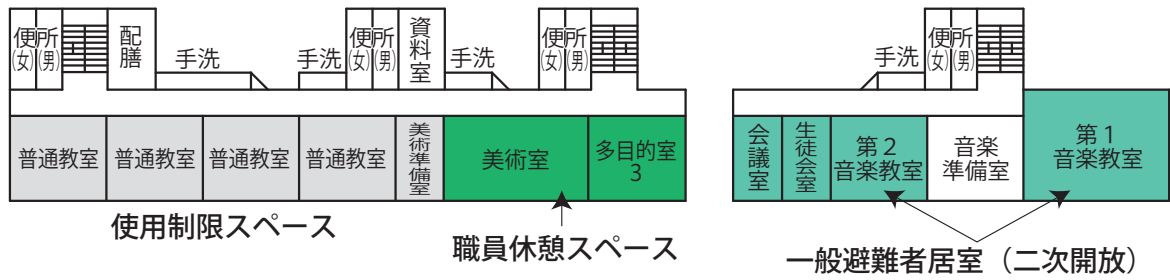 便所
(女)(男)
配膳
手洗
手洗
便所
(女)(男)
資料室
手洗
便所
(女)(男)
普通教室
普通教室
普通教室
普通教室
美術準備室
美術室
多目的室
3
使用制限スペース
職員休憩スペース
手洗
便所
(女)(男)
会議室
生徒会室
第2
音楽教室
音楽
準備室
第1
音楽教室
一般避難者居室（二次開放）